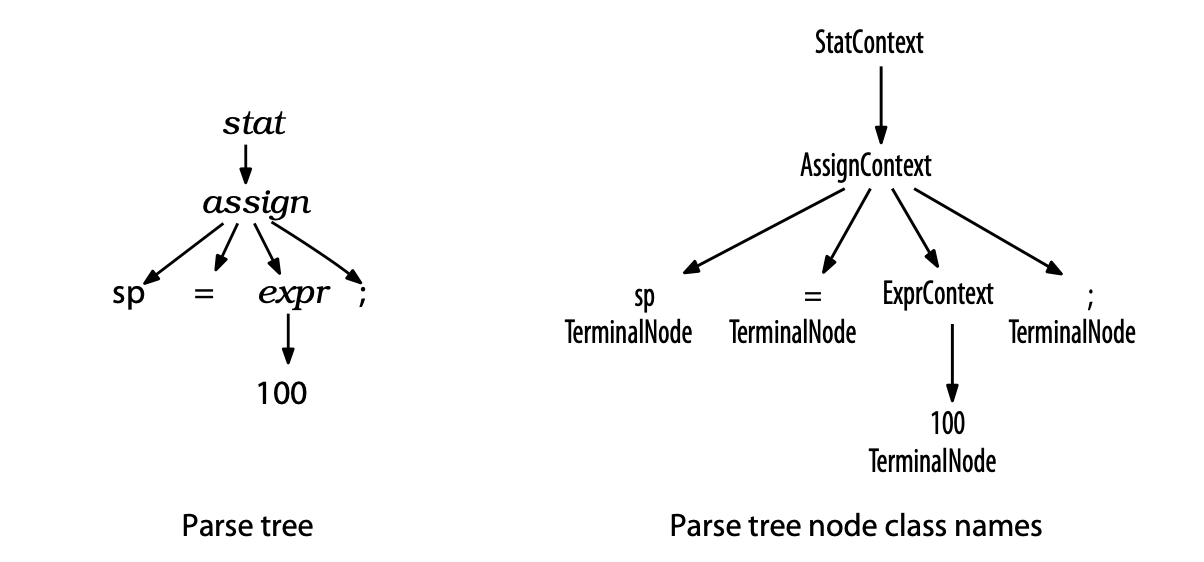 stat
assign
sp = expr ;
100
Parse tree
StatContext
AssignContext
sp = ExprContext ;
TerminalNode TerminalNode TerminalNode
100
TerminalNode
Parse tree node class names